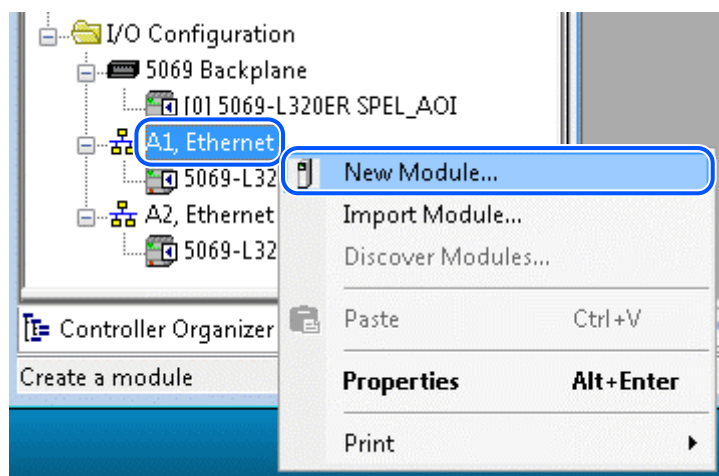 I/O Configuration
5069 Backplane
[0] 5069-L320ER SPEL_AOI
A1, Ethernet
5069-L32
A2, Ethernet
5069-L32
New Module...
Import Module...
Discover Modules...
Paste Ctrl+V
Properties Alt+Enter
Print
Controller Organizer
Create a module